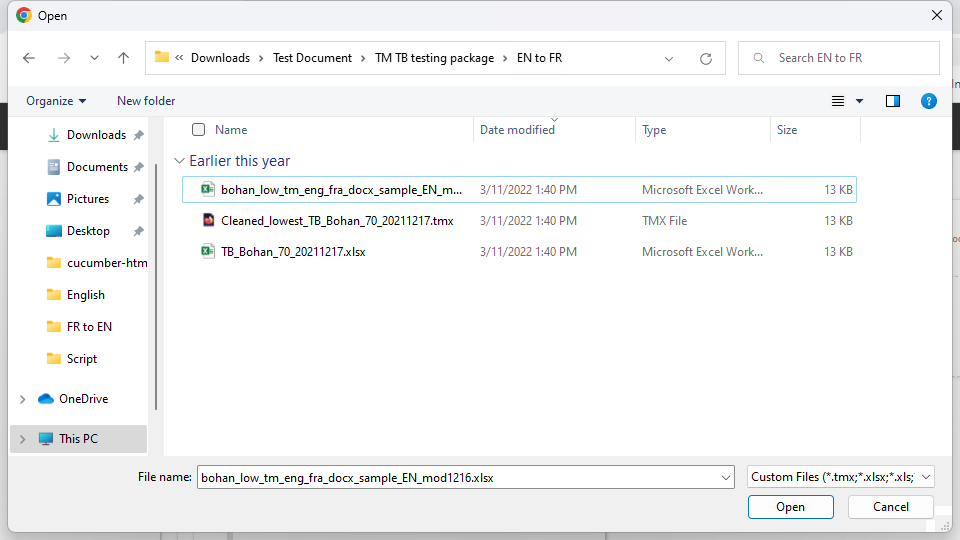 Open
Downloads Test Document TM TB testing package EN to FR
Search EN to FR
Organize New folder
Name Date modified Type Size
Downloads
Documents
Pictures
Desktop
cucumber-htm
English
FR to EN
Script
OneDrive
This PC
Earlier this year
bohan_low_tm_eng_fra_docx_sample_EN_m... 3/11/2022 1:40 PM Microsoft Excel Work... 13 KB
Cleaned_lowest_TB_Bohan_70_20211217.tmx 3/11/2022 1:40 PM TMX File 13 KB
TB_Bohan_70_20211217.xlsx 3/11/2022 1:40 PM Microsoft Excel Work... 13 KB
File name: bohan_low_tm_eng_fra_docx_sample_EN_mod1216.xlsx Custom Files (*.tmx;*.xlsx;*.xls;
Open Cancel